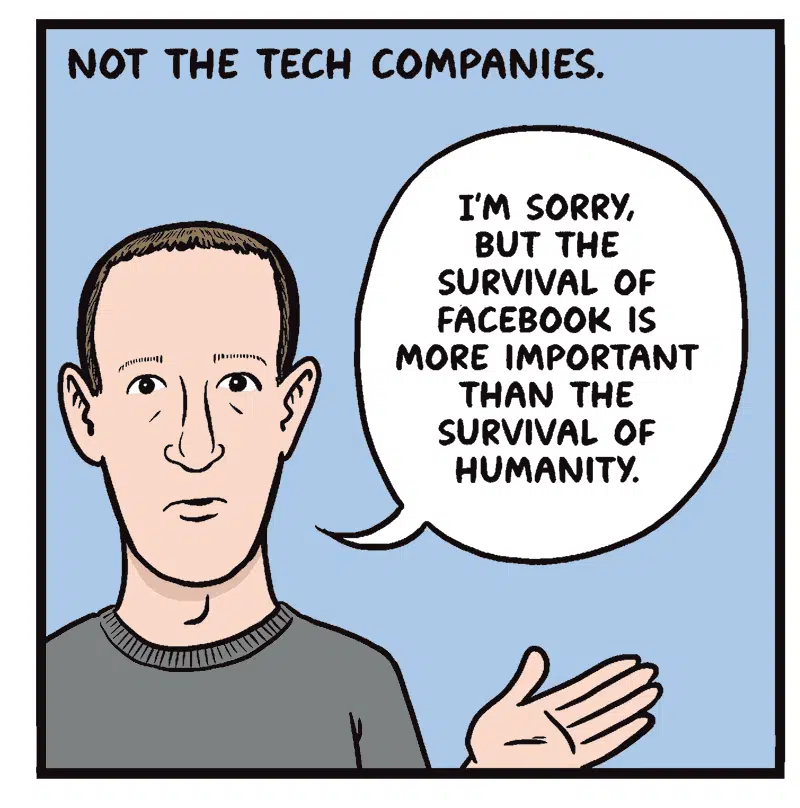 NOT THE TECH COMPANIES.
I'M SORRY,
BUT THE
SURVIVAL OF
FACEBOOK IS
MORE IMPORTANT
THAN THE
SURVIVAL OF
HUMANITY.